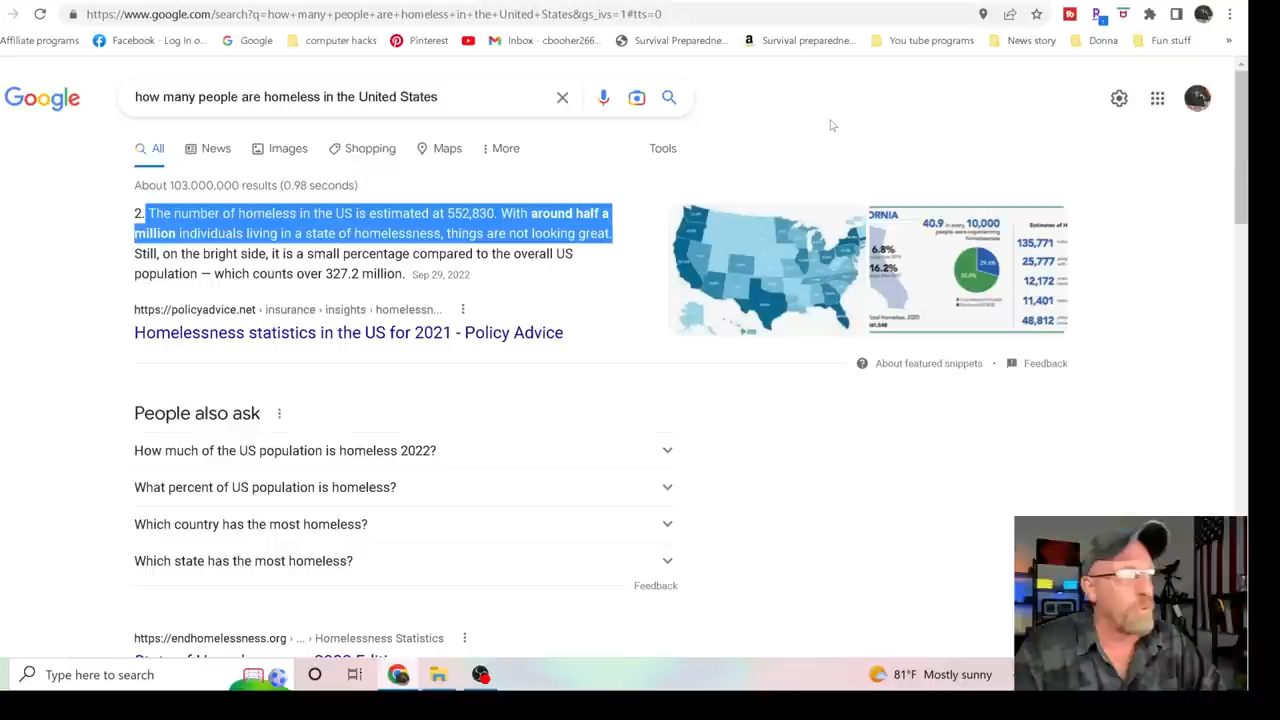 https://www.google.com/search?q=how+many+people+are+homeless+in+the+United+States&gs_ivs=1#tts=0
Affiliate programs
Facebook - Log In o...
Google
computer hacks
Pinterest
Inbox - cbooher266...
Survival Preparedne...
Survival preparedne...
You tube programs
News story
Donna
Fun stuff
»
Google
how many people are homeless in the United States
All
News
Images
Shopping
Maps
More
Tools
About 103,000,000 results (0.98 seconds)
2. The number of homeless in the US is estimated at 552,830. With around half a
million individuals living in a state of homelessness, things are not looking great.
Still, on the bright side, it is a small percentage compared to the overall US
population — which counts over 327.2 million. Sep 29, 2022
ORNIA
40.9 in every 10,000
people were experiencing
homelessness
6.8%
16.2%
Estimates of H
135,771
25,777
12,172
11,401
48,812
https://policyadvice.net › insurance › insights › homelessn...
Homelessness statistics in the US for 2021 - Policy Advice
About featured snippets
•
Feedback
People also ask
How much of the US population is homeless 2022?
What percent of US population is homeless?
Which country has the most homeless?
Which state has the most homeless?
Feedback
https://endhomelessness.org › ... › Homelessness Statistics
Type here to search
81°F Mostly sunny